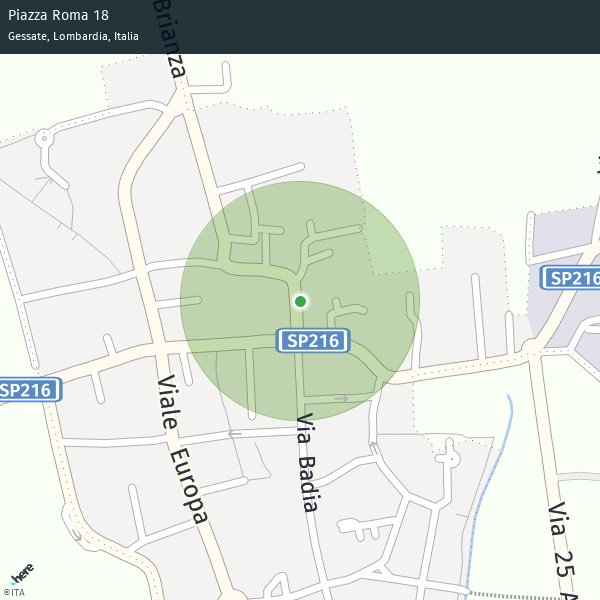 Piazza Roma 18
Gessate, Lombardia, Italia
Brianza
SP216
SP216
SP216
Viale Europa
Via Badia
Via 25 A
here
©ITA